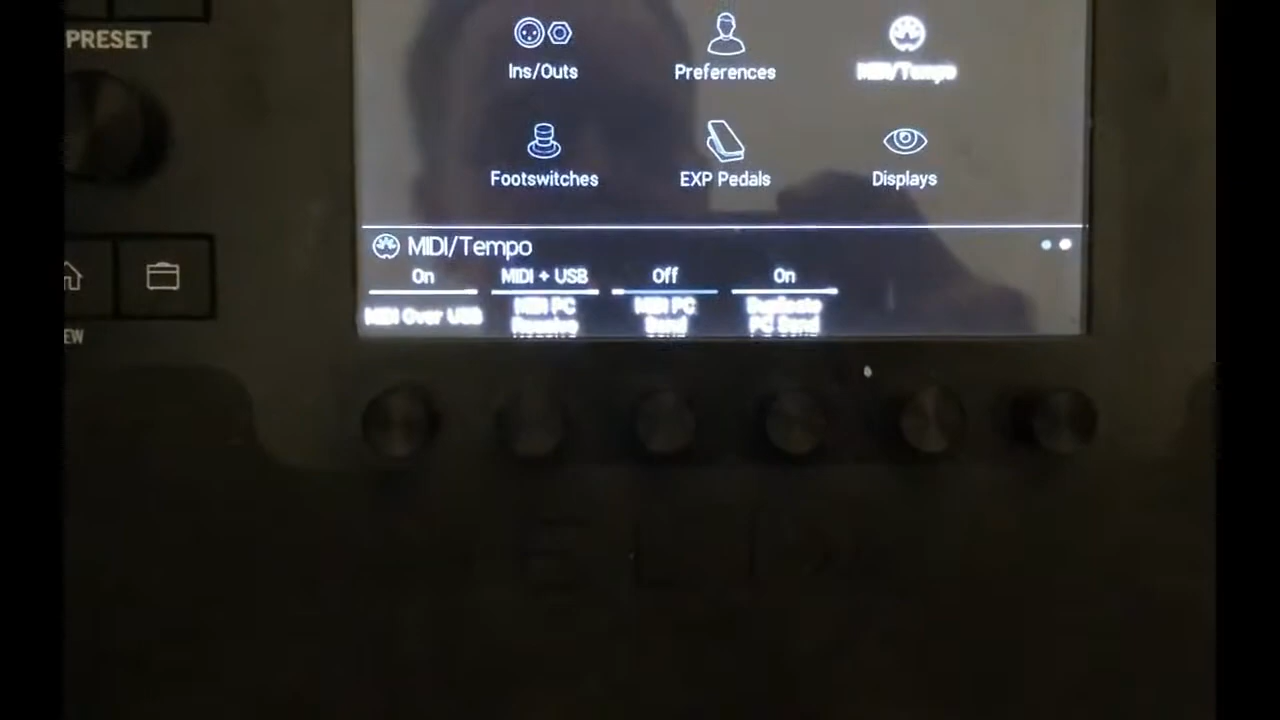 PRESET
Ins/Outs
Preferences
MIDI/Tempo
Footswitches
EXP Pedals
Displays
MIDI/Tempo
On
MIDI + USB
Off
On
MIDI Over USB
MIDI PC
Receive
MIDI PC
Send
Duplicate
PC Send
EW